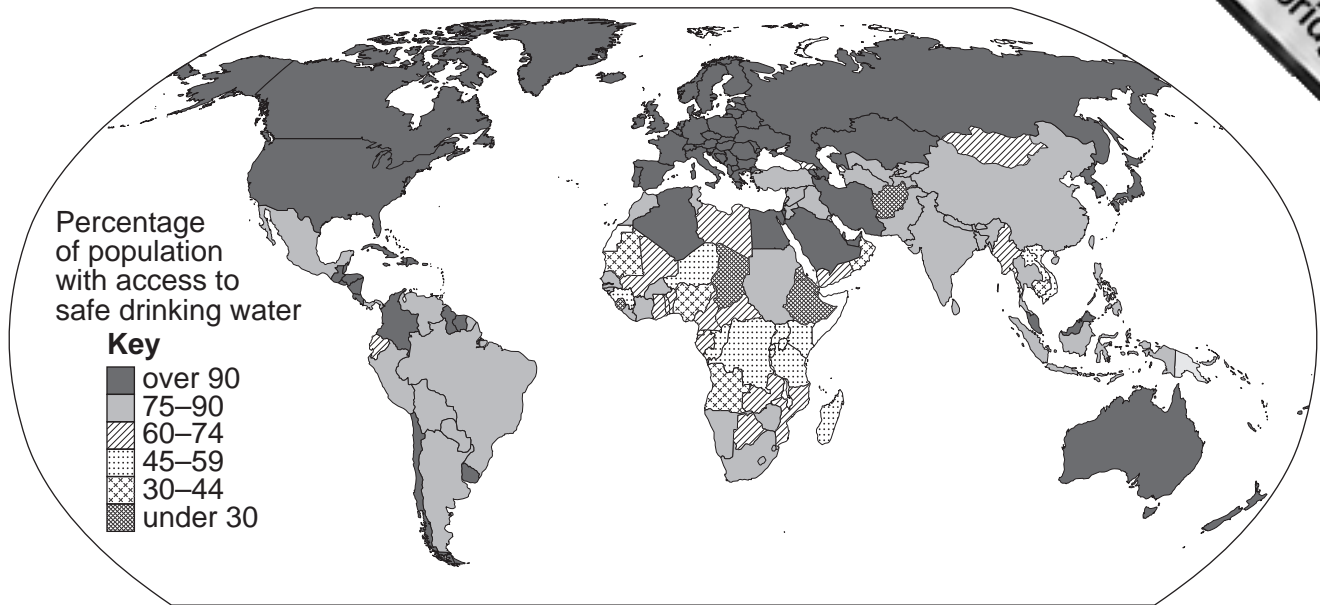 Percentage
of population
with access to
safe drinking water
Key
over 90
75–90
60–74
45–59
30–44
under 30